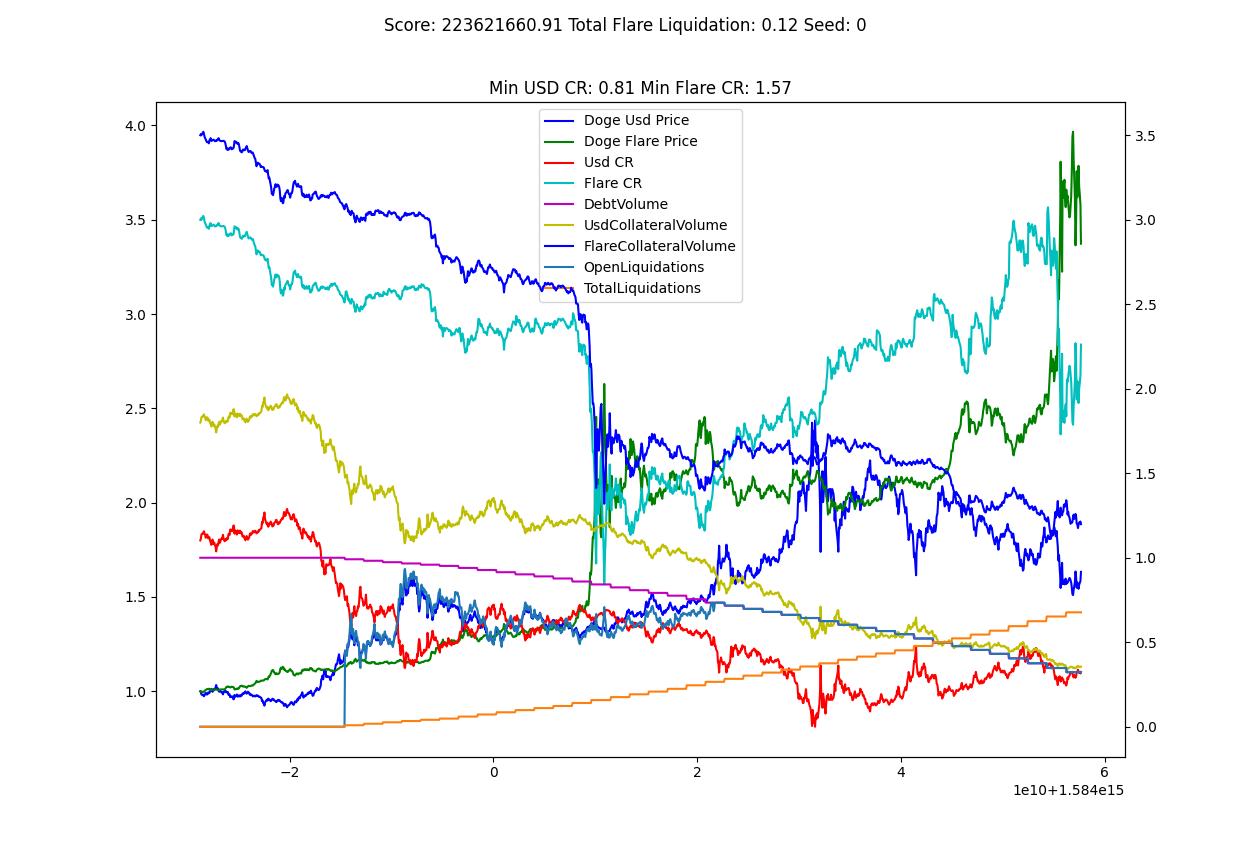 Score: 223621660.91 Total Flare Liquidation: 0.12 Seed: 0
Min USD CR: 0.81 Min Flare CR: 1.57
Doge Usd Price
Doge Flare Price
Usd CR
Flare CR
DebtVolume
UsdCollateralVolume
FlareCollateralVolume
OpenLiquidations
TotalLiquidations
4.0
3.5
3.0
2.5
2.0
1.5
1.0
3.5
3.0
2.5
2.0
1.5
1.0
0.5
0.0
−2 0 2 4 6
1e10+1.584e15